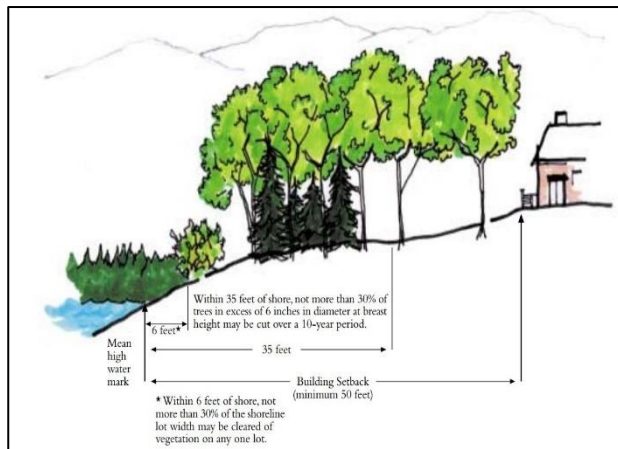 Within 35 feet of shore, not more than 30% of
trees in excess of 6 inches in diameter at breast
height may be cut over a 10-year period.
6 feet*
35 feet
Mean
high
water
mark
Building Setback
(minimum 50 feet)
* Within 6 feet of shore, not
more than 30% of the shoreline
lot width may be cleared of
vegetation on any one lot.